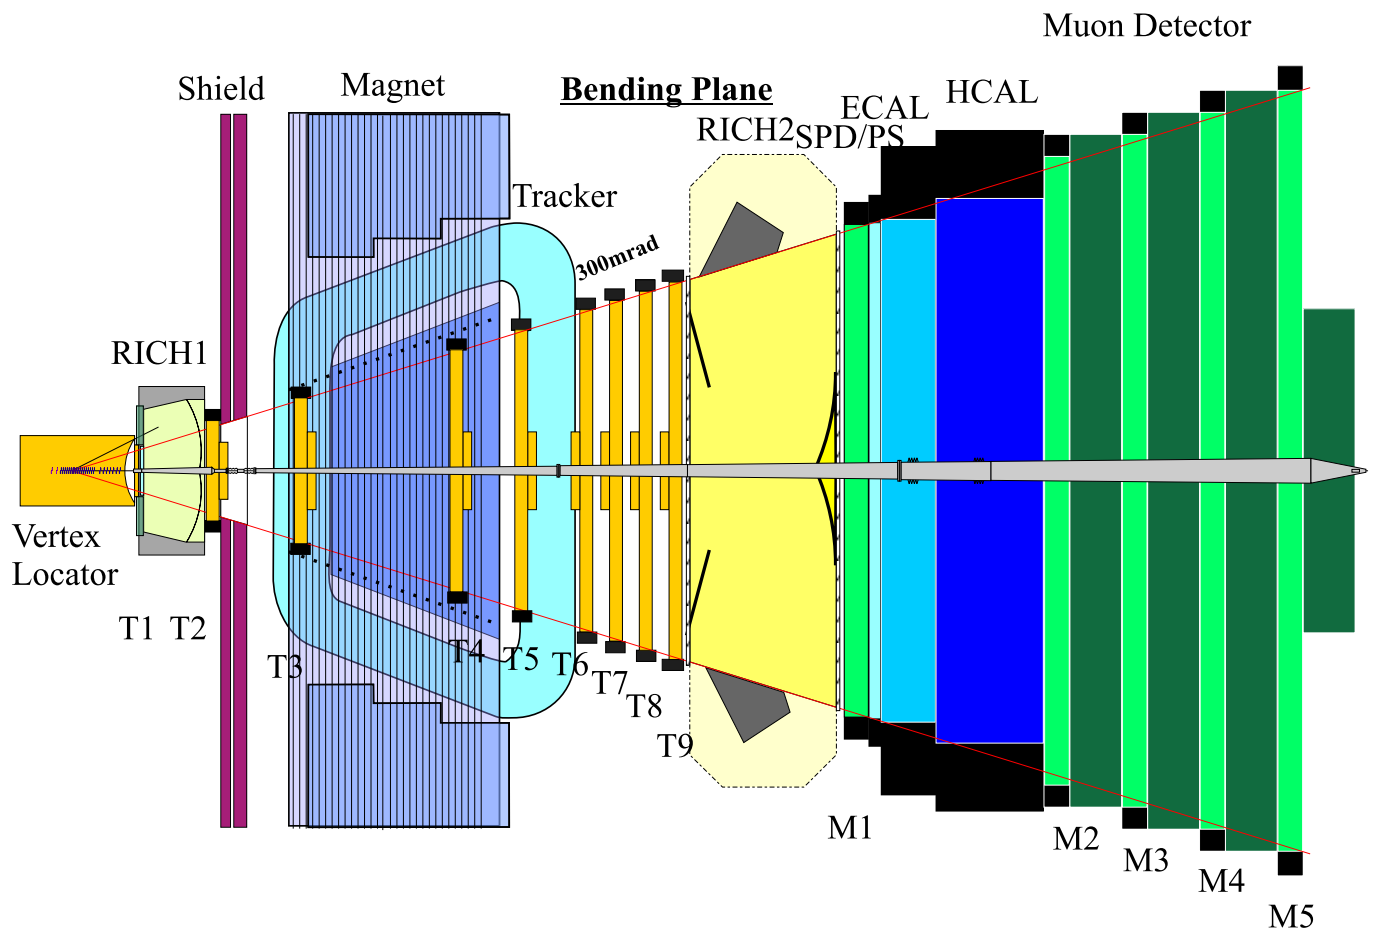 Muon Detector
Shield
Magnet
Bending Plane
ECAL
HCAL
RICH2
SPD/PS
Tracker
300mrad
RICH1
Vertex
Locator
T1
T2
T3
T4
T5
T6
T7
T8
T9
M1
M2
M3
M4
M5